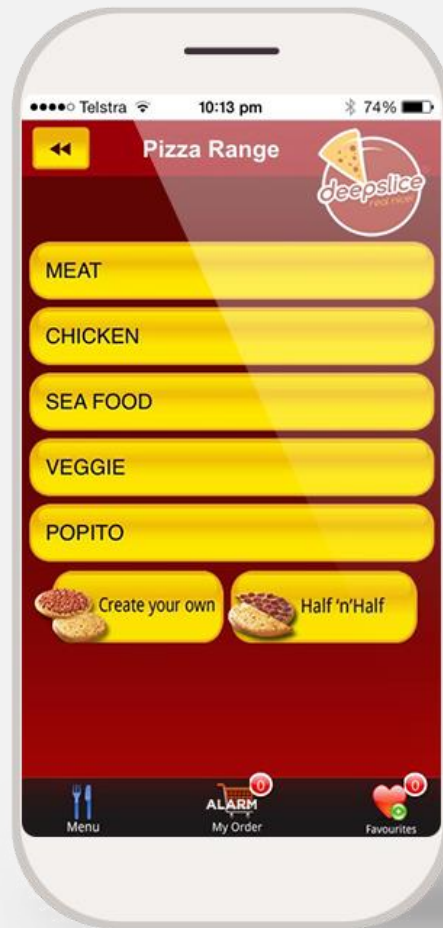 Telstra 10:13 pm 74%
Pizza Range
deepslice
real nice!
MEAT
CHICKEN
SEA FOOD
VEGGIE
POPITO
Create your own Half 'n'Half
0 0
ALARM
Menu My Order Favourites